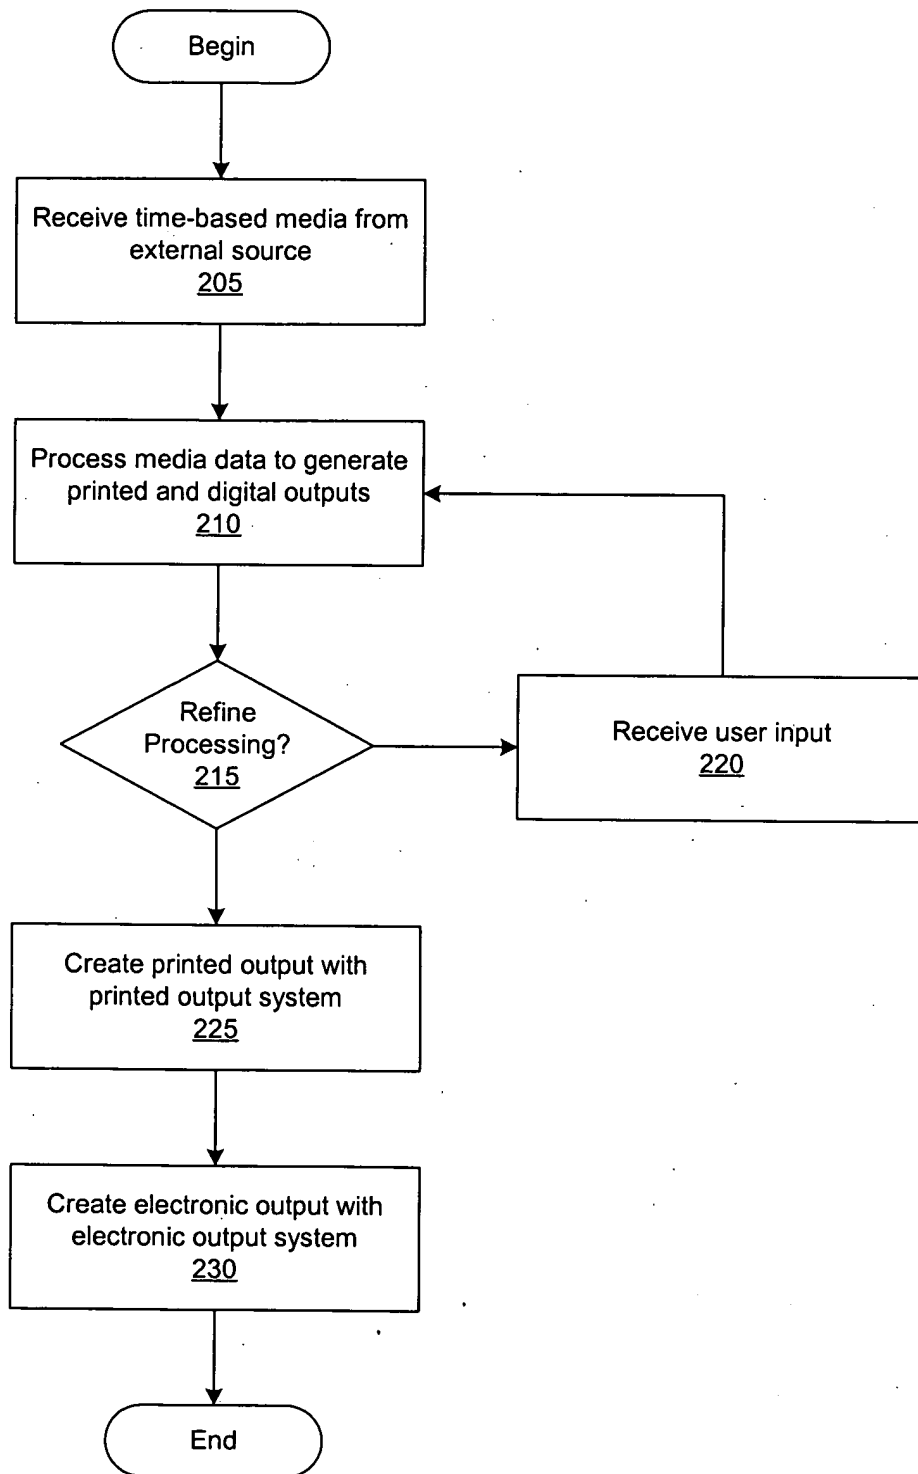 Begin
Receive time-based media from
external source
205
Process media data to generate
printed and digital outputs
210
Refine
Processing?
215
Receive user input
220
Create printed output with
printed output system
225
Create electronic output with
electronic output system
230
End